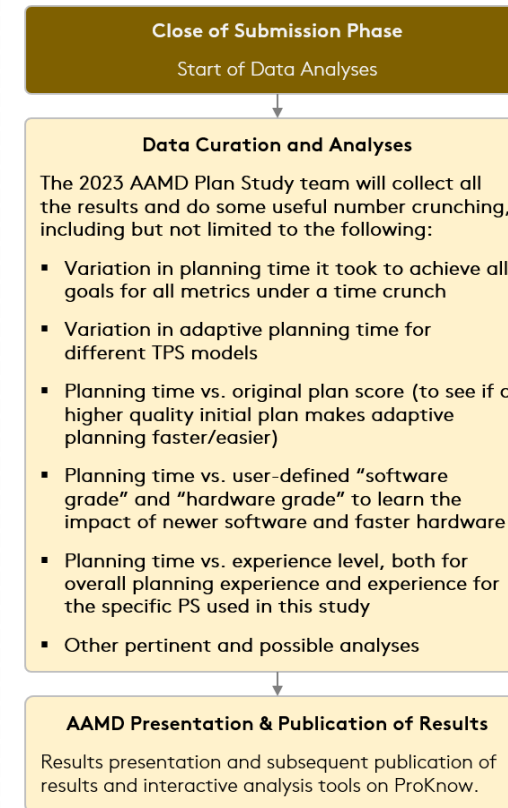 Close of Submission Phase
Start of Data Analyses
Data Curation and Analyses
The 2023 AAMD Plan Study team will collect all
the results and do some useful number crunching,
including but not limited to the following:
▪ Variation in planning time it took to achieve all
goals for all metrics under a time crunch
▪ Variation in adaptive planning time for
different TPS models
▪ Planning time vs. original plan score (to see if a
higher quality initial plan makes adaptive
planning faster/easier)
▪ Planning time vs. user-defined “software
grade” and “hardware grade” to learn the
impact of newer software and faster hardware
▪ Planning time vs. experience level, both for
overall planning experience and experience for
the specific PS used in this study
▪ Other pertinent and possible analyses
AAMD Presentation & Publication of Results
Results presentation and subsequent publication of
results and interactive analysis tools on ProKnow.